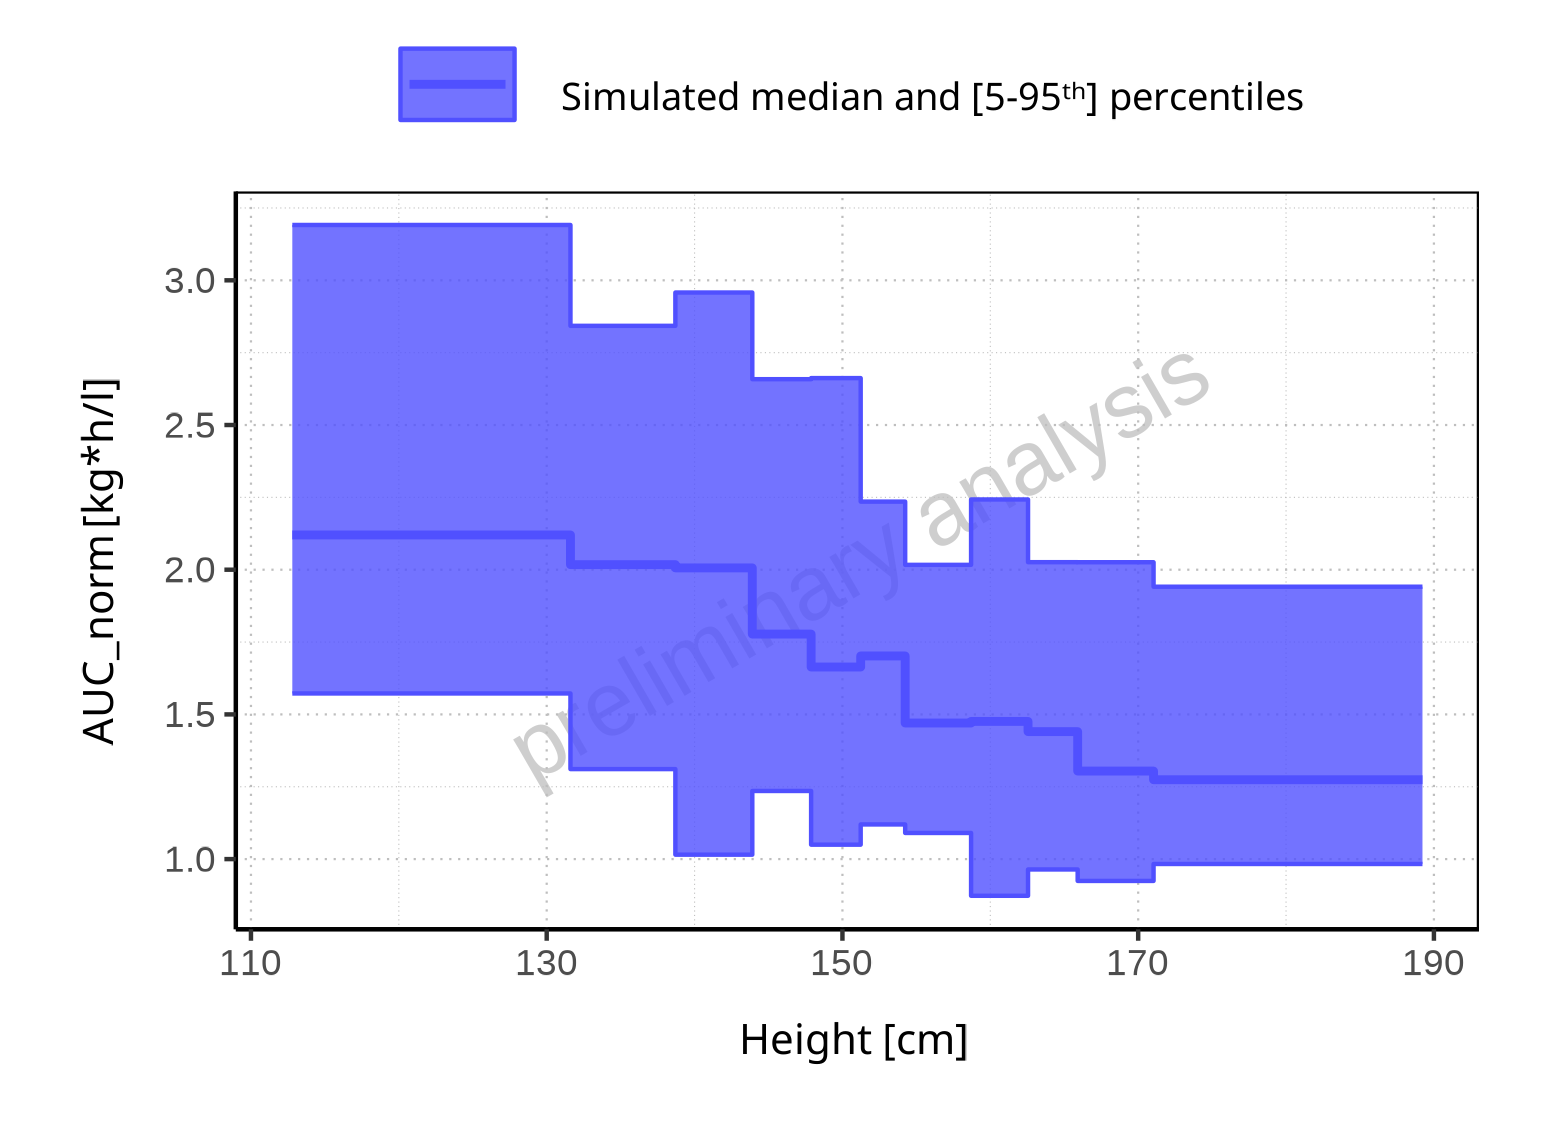 Simulated median and [5-95ᵗʰ] percentiles
AUC_norm [kg*h/l]
3.0
2.5
2.0
1.5
1.0
preliminary analysis
110 130 150 170 190
Height [cm]